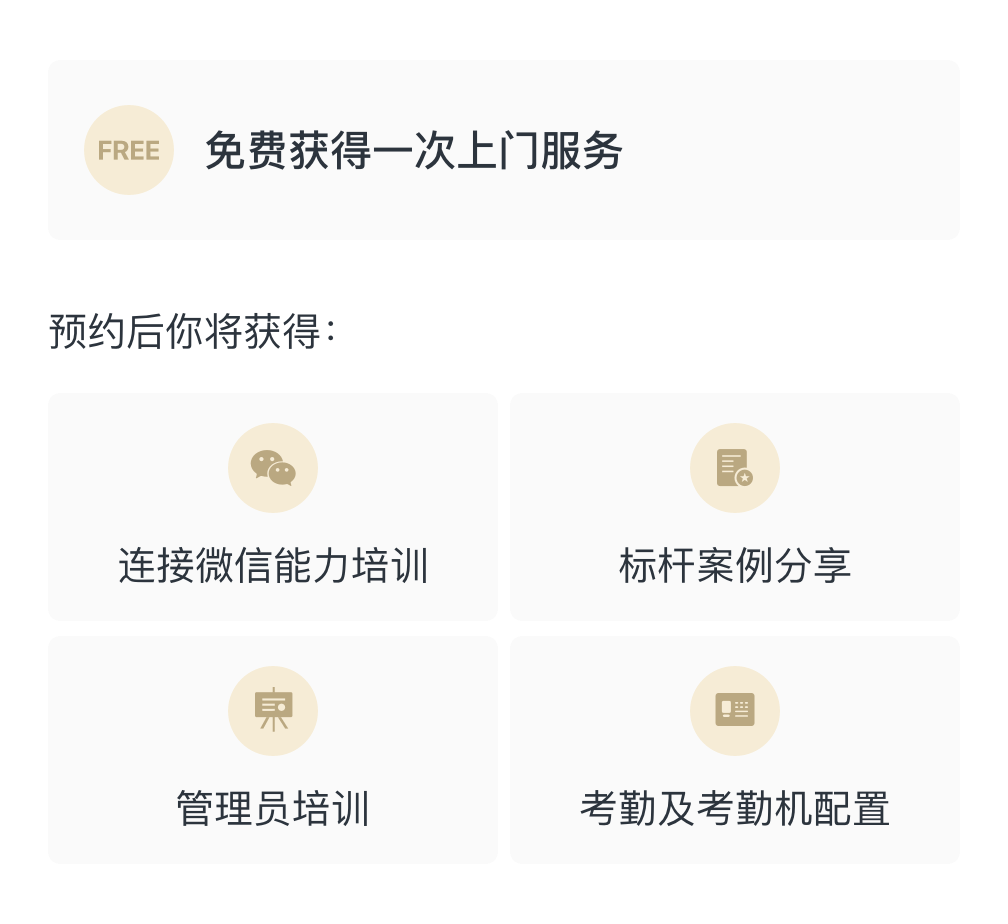 FREE
免费获得一次上门服务
预约后你将获得：
连接微信能力培训
标杆案例分享
管理员培训
考勤及考勤机配置